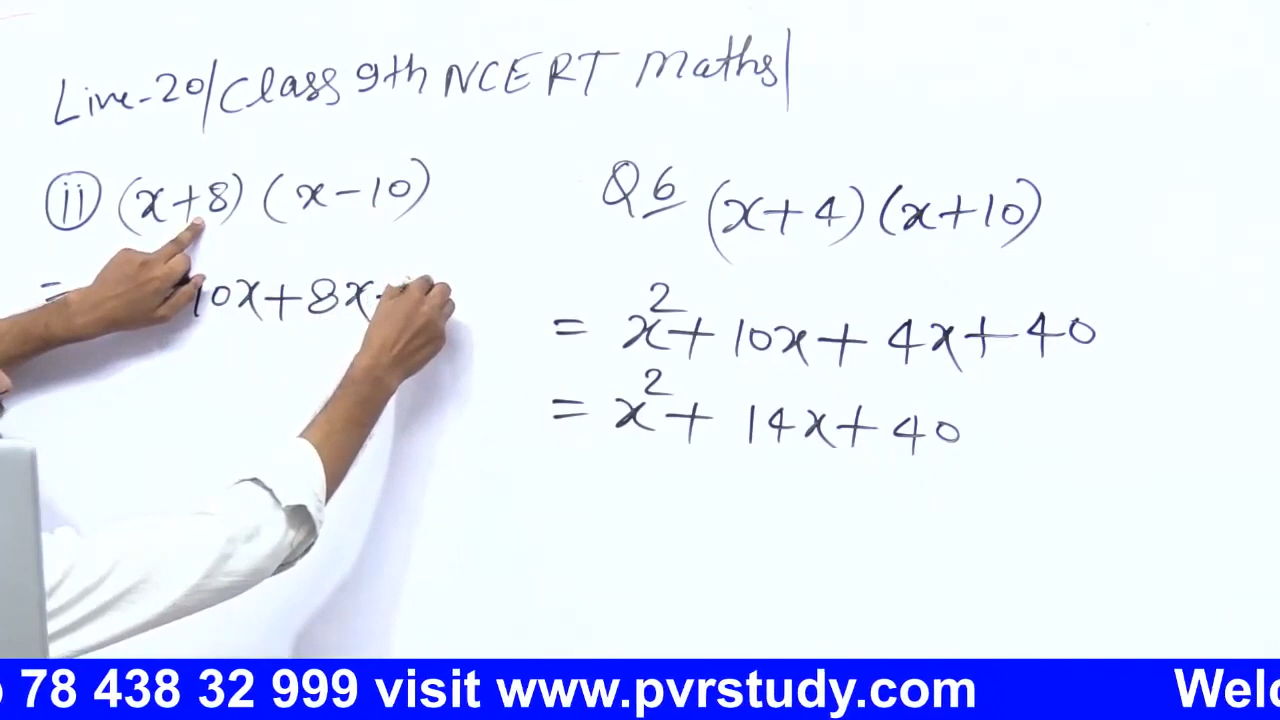 Live-20/Class 9th NCERT Maths|
ii (x+8) (x-10)
= 10x+8x
Q6 (x+4)(x+10)
= x²+10x+4x+40
= x²+14x+40
78 438 32 999 visit www.pvrstudy.com